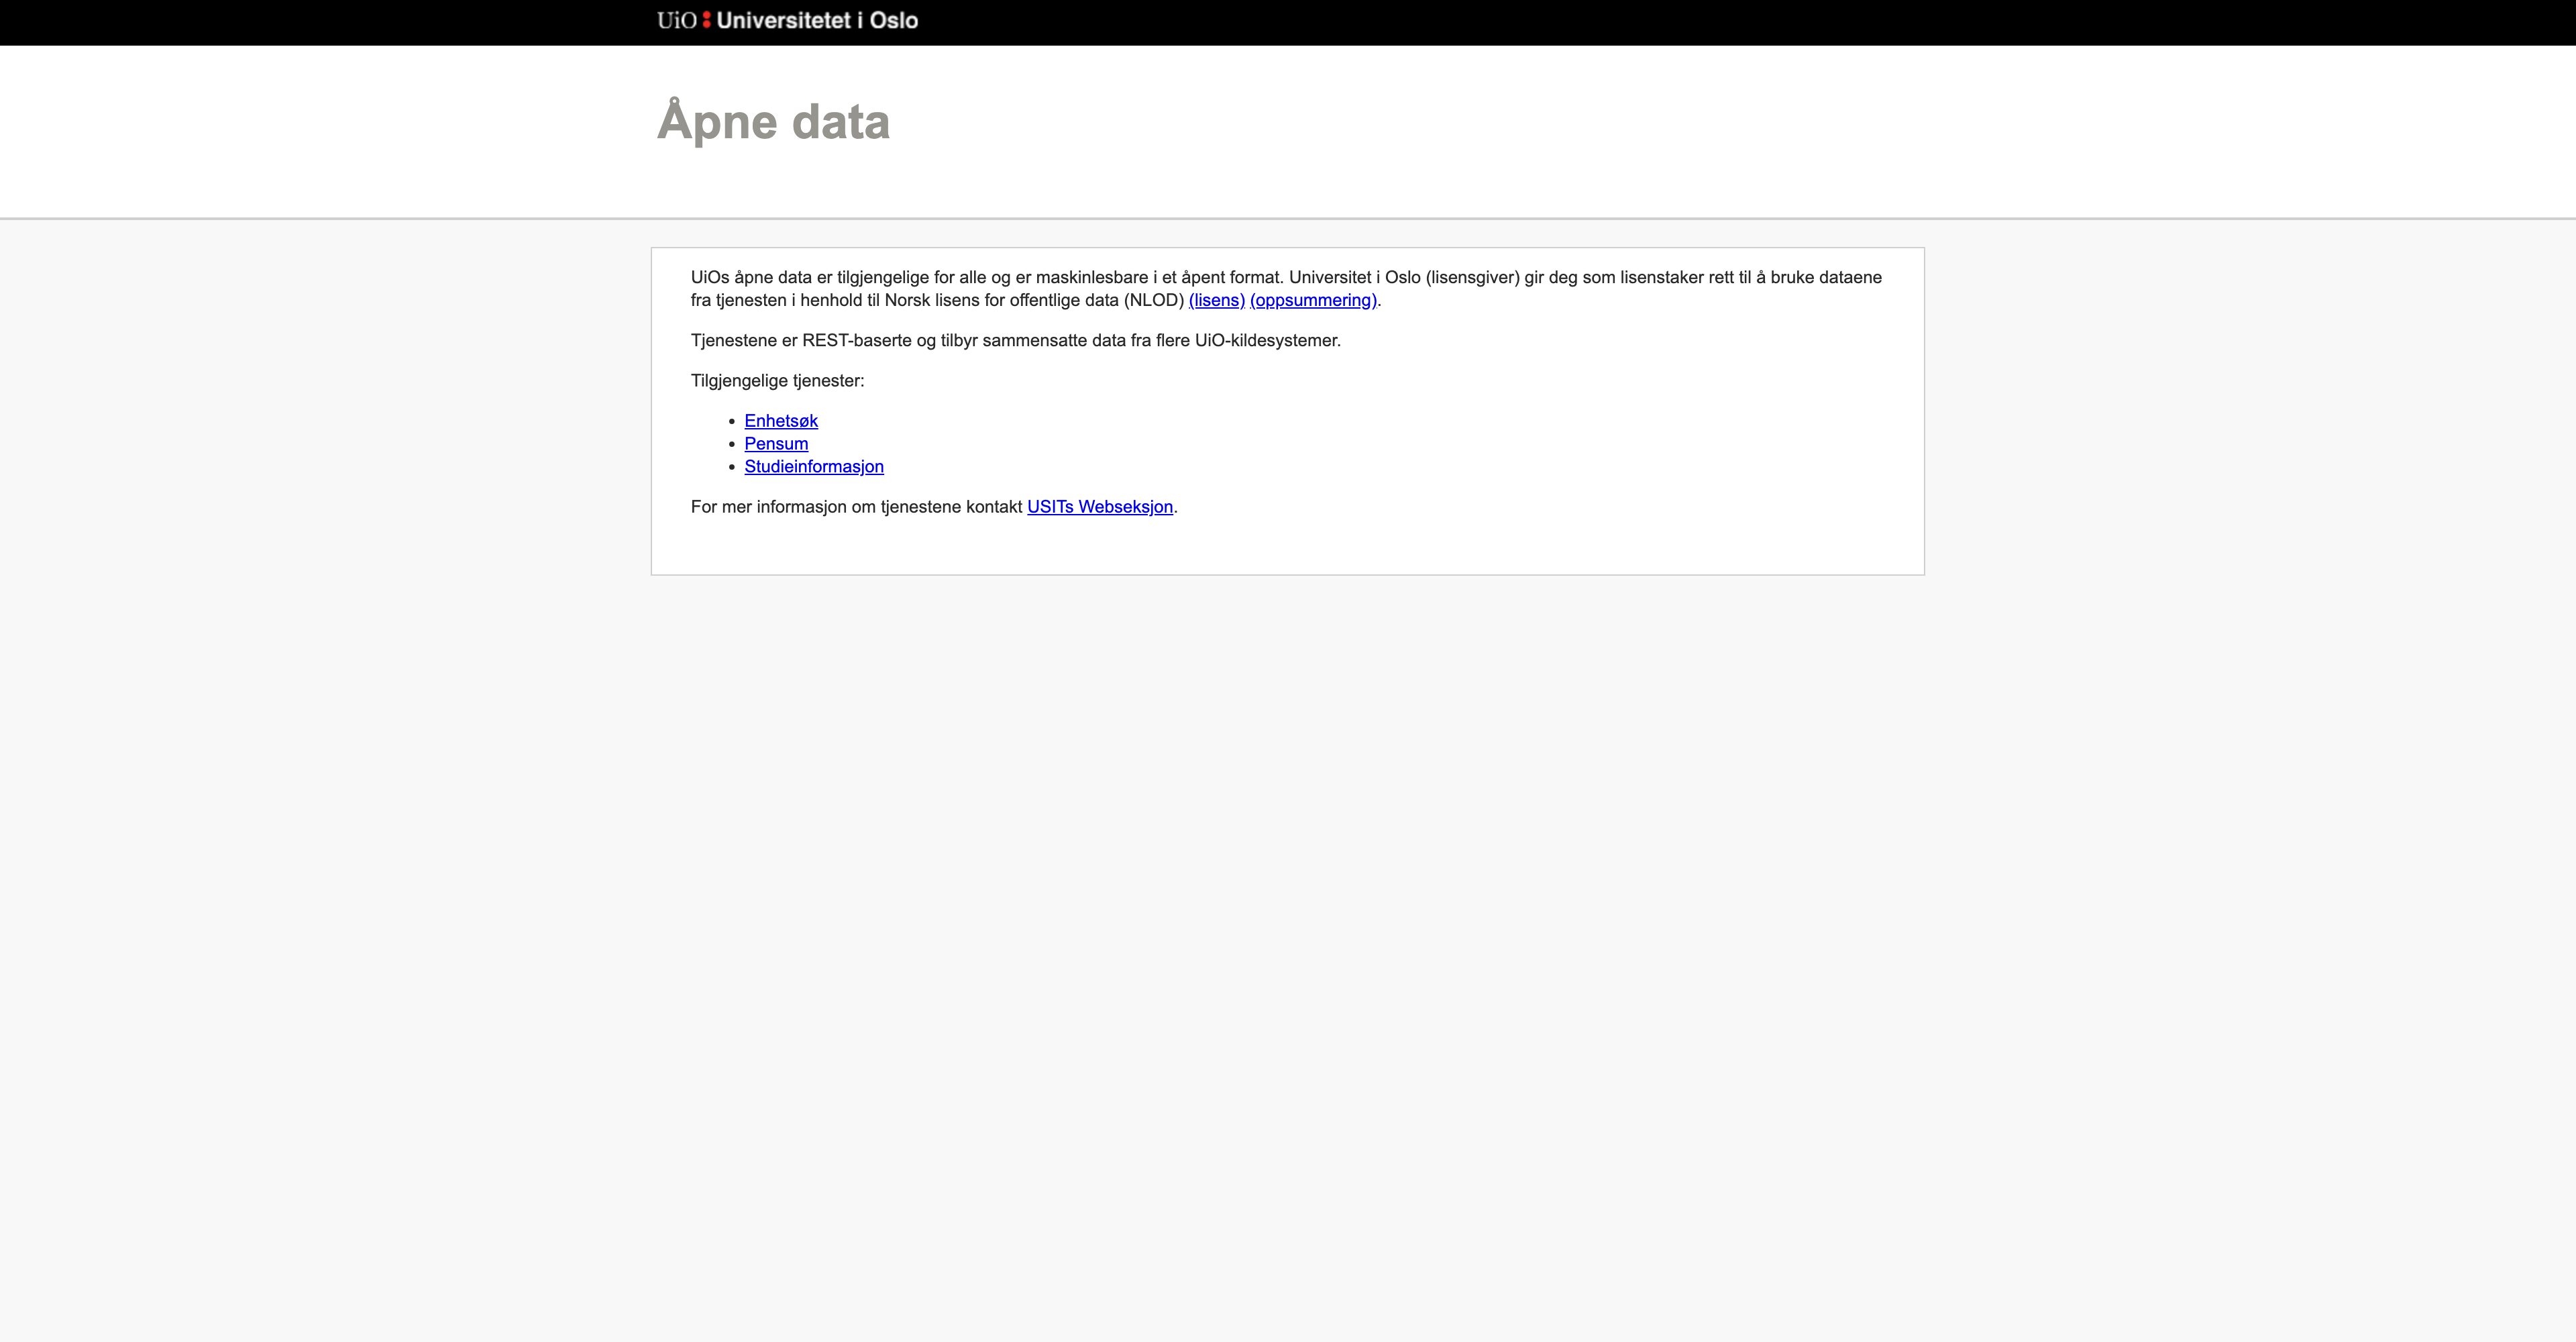 UiO Universitetet i Oslo
Åpne data
UiOs åpne data er tilgjengelige for alle og er maskinlesbare i et åpent format. Universitet i Oslo (lisensgiver) gir deg som lisenstaker rett til å bruke dataene
fra tjenesten i henhold til Norsk lisens for offentlige data (NLOD) (lisens) (oppsummering).
Tjenestene er REST-baserte og tilbyr sammensatte data fra flere UiO-kildesystemer.
Tilgjengelige tjenester:
• Enhetsøk
• Pensum
• Studieinformasjon
For mer informasjon om tjenestene kontakt USITs Webseksjon.